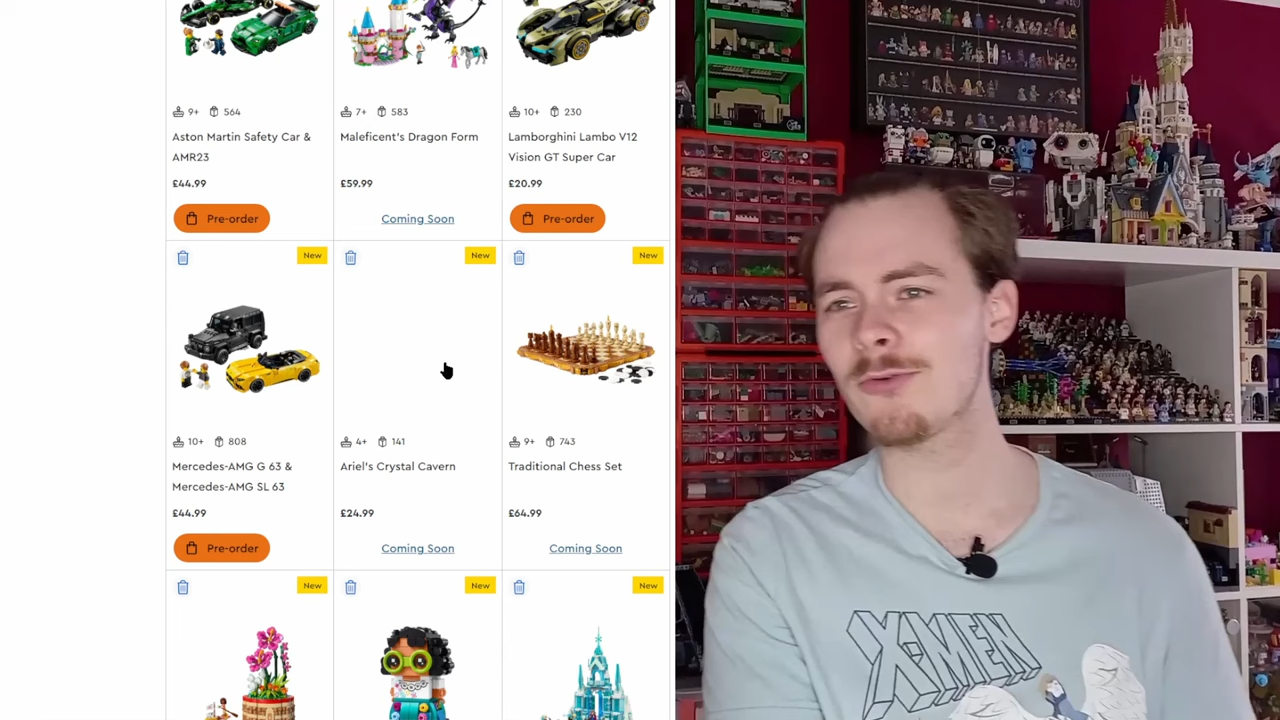 9+ 564
Aston Martin Safety Car &
AMR23
£44.99
Pre-order
7+ 583
Maleficent's Dragon Form
£59.99
Coming Soon
10+ 230
Lamborghini Lambo V12
Vision GT Super Car
£20.99
Pre-order
New
10+ 808
Mercedes-AMG G 63 &
Mercedes-AMG SL 63
£44.99
Pre-order
New
4+ 141
Ariel's Crystal Cavern
£24.99
Coming Soon
New
9+ 743
Traditional Chess Set
£64.99
Coming Soon
New
New
New
X-MEN